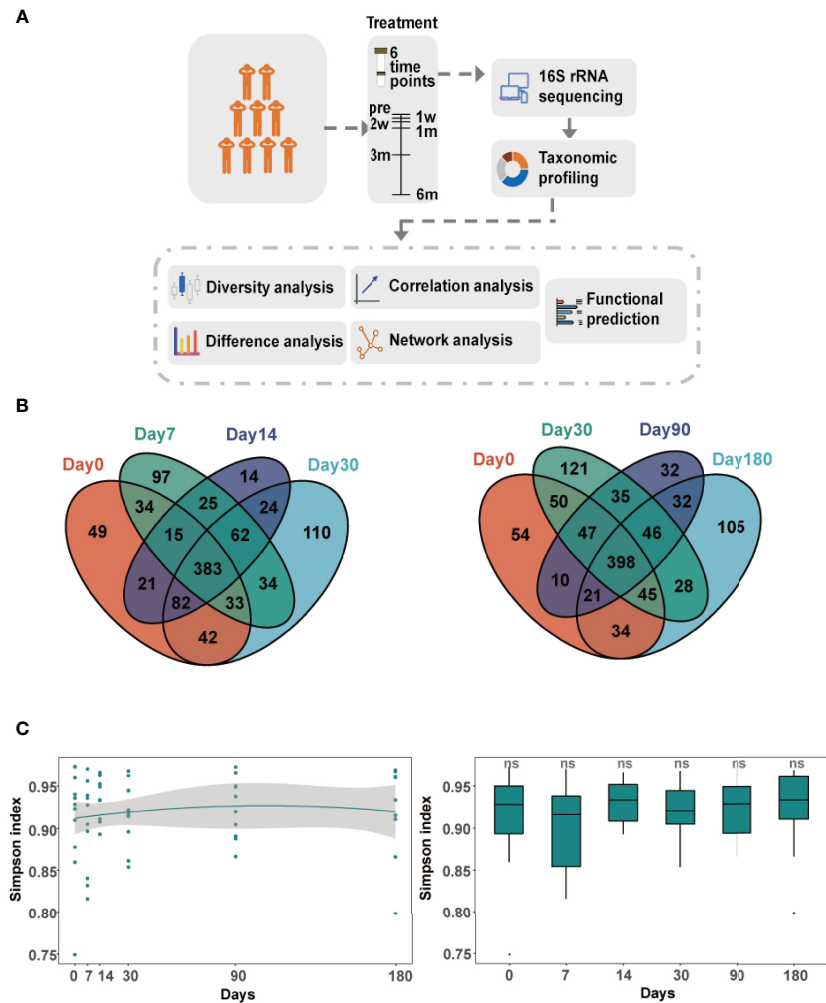 A
Treatment
6
time
points
pre
2w
1w
1m
3m
6m
16S rRNA
sequencing
Taxonomic
profiling
Diversity analysis
Correlation analysis
Functional
prediction
Difference analysis
Network analysis
B
Day7
Day14
Day0
Day30
97
14
34
25
24
49
15
62
110
383
21
34
82
33
42
Day30
Day90
Day0
Day180
121
32
50
35
32
54
47
46
105
398
10
28
21
45
34
C
Simpson index
0.95
0.90
0.85
0.80
0.75
0
7
14
30
90
180
Days
Simpson index
0.95
0.90
0.85
0.80
0.75
ns
ns
ns
ns
ns
ns
0
7
14
30
90
180
Days